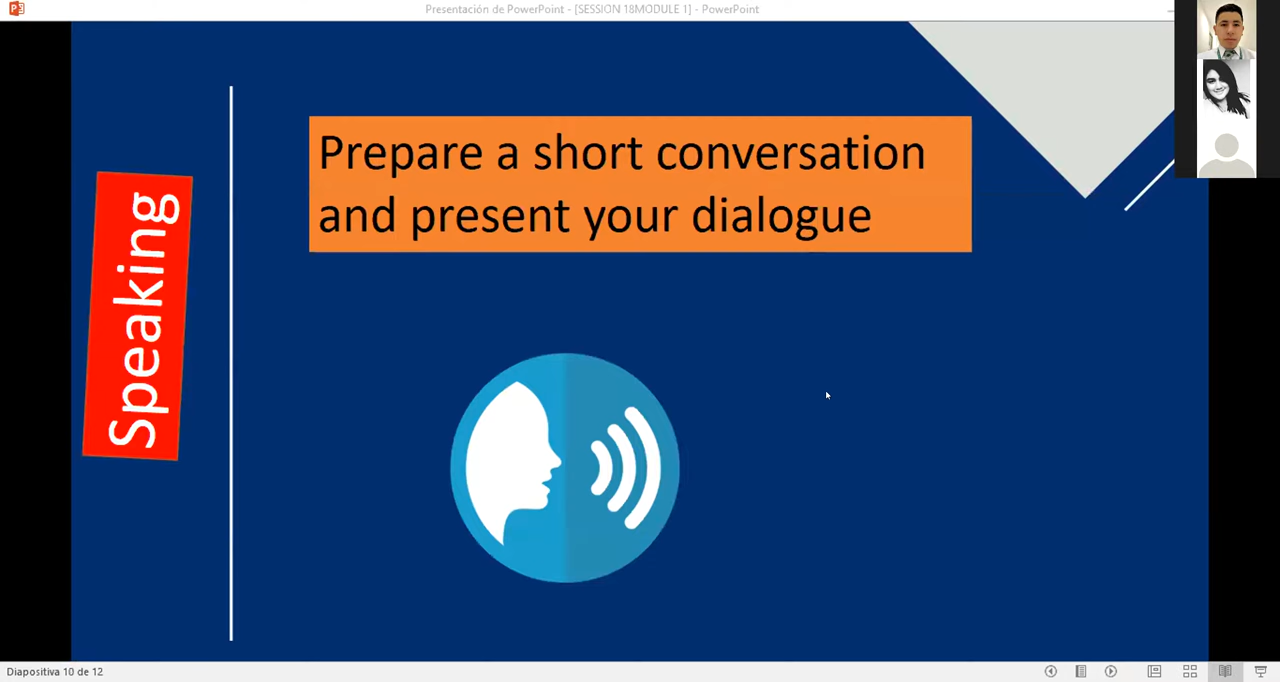 Presentación de PowerPoint - [SESSION 18MODULE 1] - PowerPoint
Prepare a short conversation
and present your dialogue
Speaking
Diapositiva 10 de 12